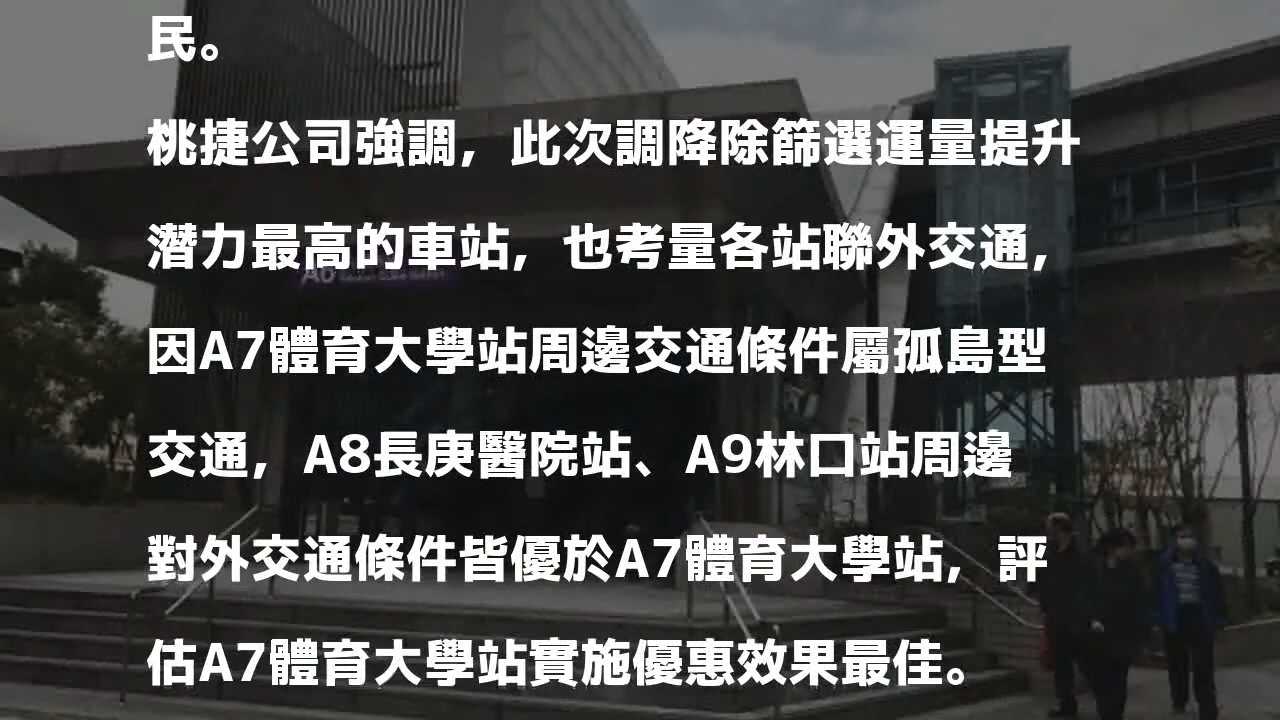 民。
桃捷公司強調，此次調降除篩選運量提升
潛力最高的車站，也考量各站聯外交通，
因A7體育大學站周邊交通條件屬孤島型
交通，A8長庚醫院站、A9林口站周邊
對外交通條件皆優於A7體育大學站，評
估A7體育大學站實施優惠效果最佳。
A6